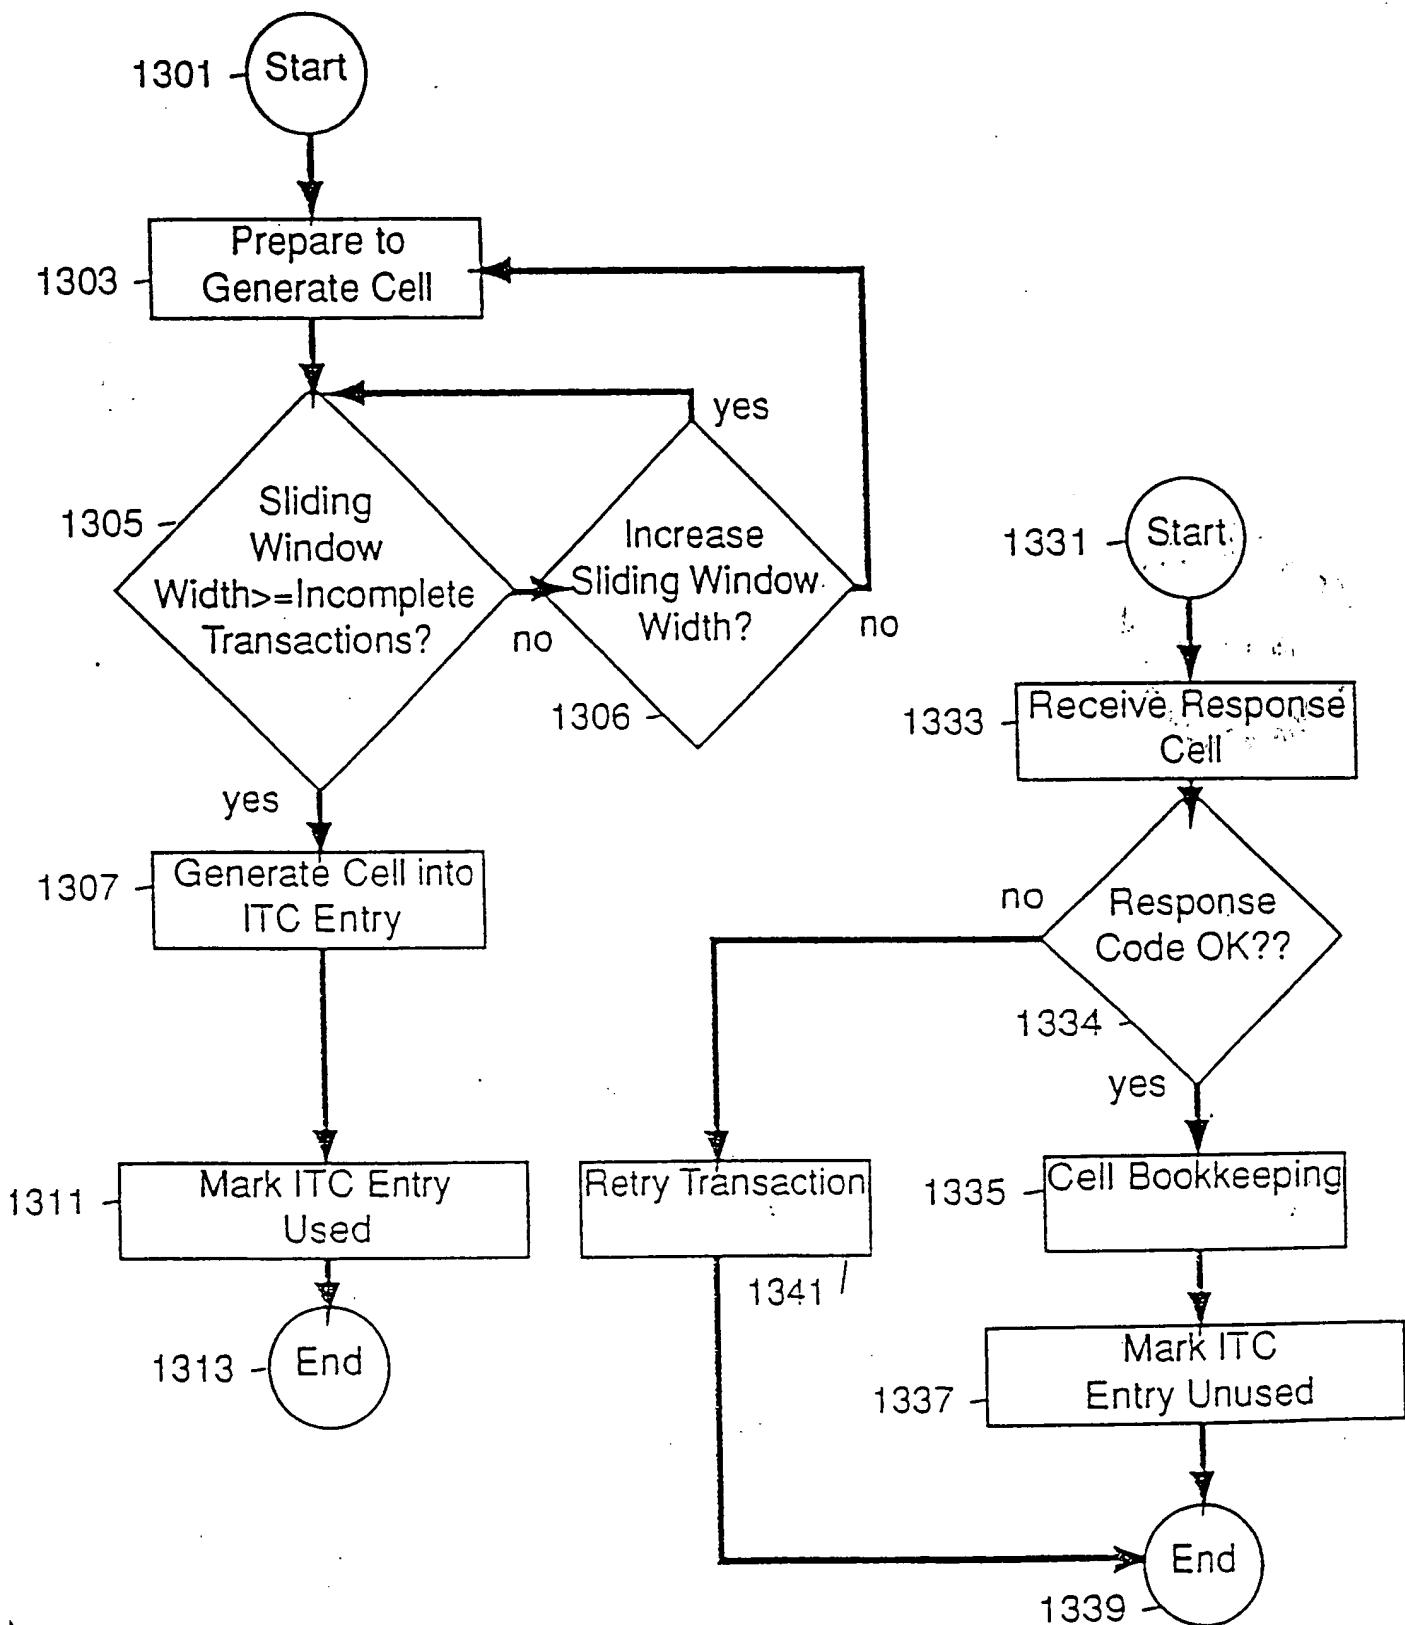 1301
Start
1303
Prepare to
Generate Cell
yes
1305
Sliding
Window
Width>=Incomplete
Transactions?
no
Increase
Sliding Window
Width?
no
1306
yes
1307
Generate Cell into
ITC Entry
1311
Mark ITC Entry
Used
1313
End
1331
Start
1333
Receive Response
Cell
no
Response
Code OK??
1334
yes
Retry Transaction
1341
1335
Cell Bookkeeping
1337
Mark ITC
Entry Unused
End
1339